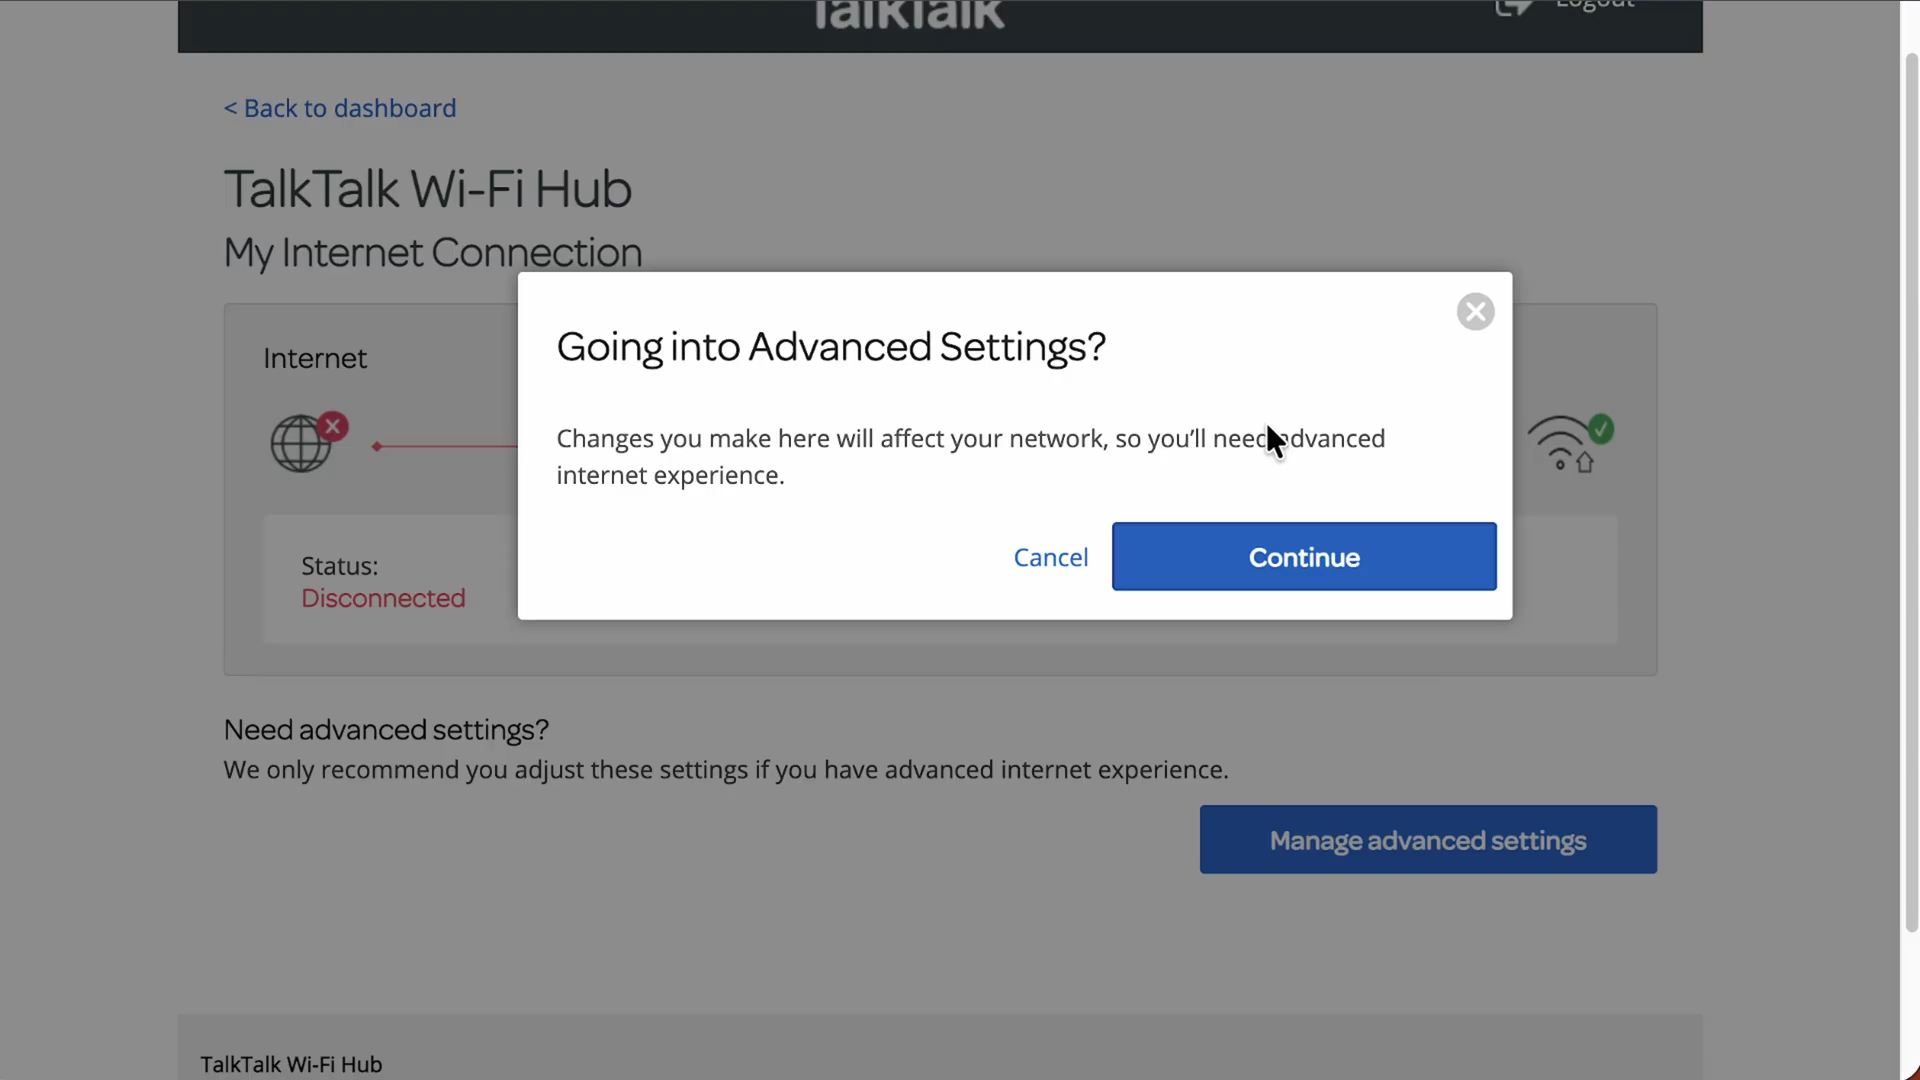 TalkTalk
Logout
< Back to dashboard
TalkTalk Wi-Fi Hub
My Internet Connection
Going into Advanced Settings?
Internet
Changes you make here will affect your network, so you'll need advanced
internet experience.
Cancel
Continue
Status:
Disconnected
Need advanced settings?
We only recommend you adjust these settings if you have advanced internet experience.
Manage advanced settings
TalkTalk Wi-Fi Hub